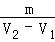 m
V₂ - V₁